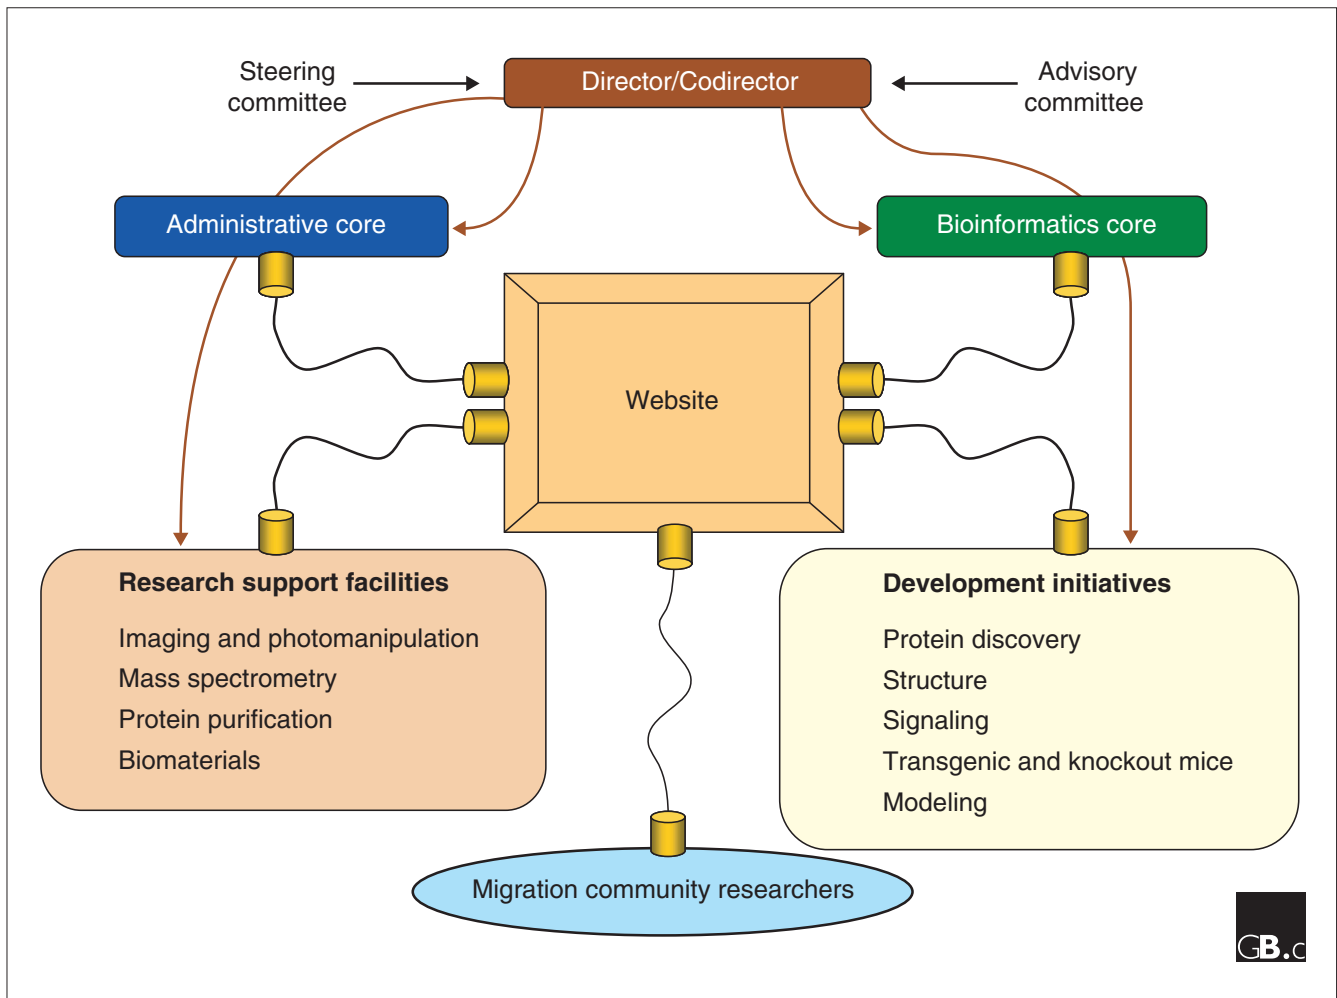 Steering
committee
Director/Codirector
Advisory
committee
Administrative core
Bioinformatics core
Website
Research support facilities
Imaging and photomanipulation
Mass spectrometry
Protein purification
Biomaterials
Development initiatives
Protein discovery
Structure
Signaling
Transgenic and knockout mice
Modeling
Migration community researchers
GB.c